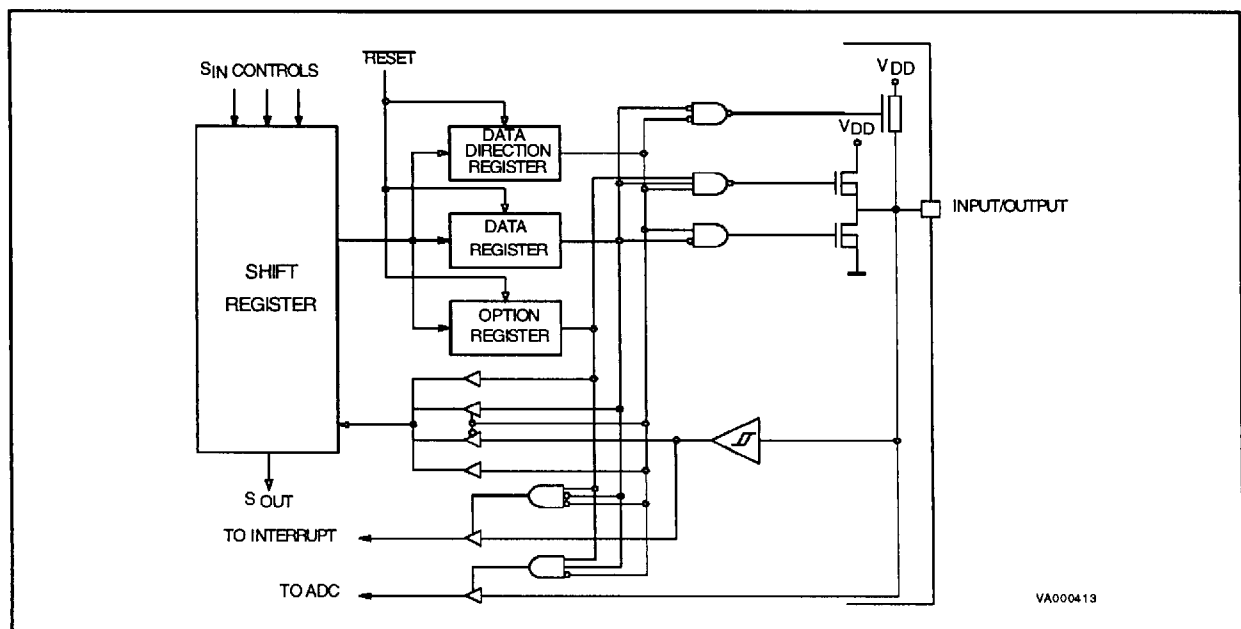 SIN CONTROLS
RESET
VDD
VDD
DATA
DIRECTION
REGISTER
DATA
REGISTER
INPUT/OUTPUT
SHIFT
REGISTER
OPTION
REGISTER
SOUT
TO INTERRUPT
TO ADC
VA000413